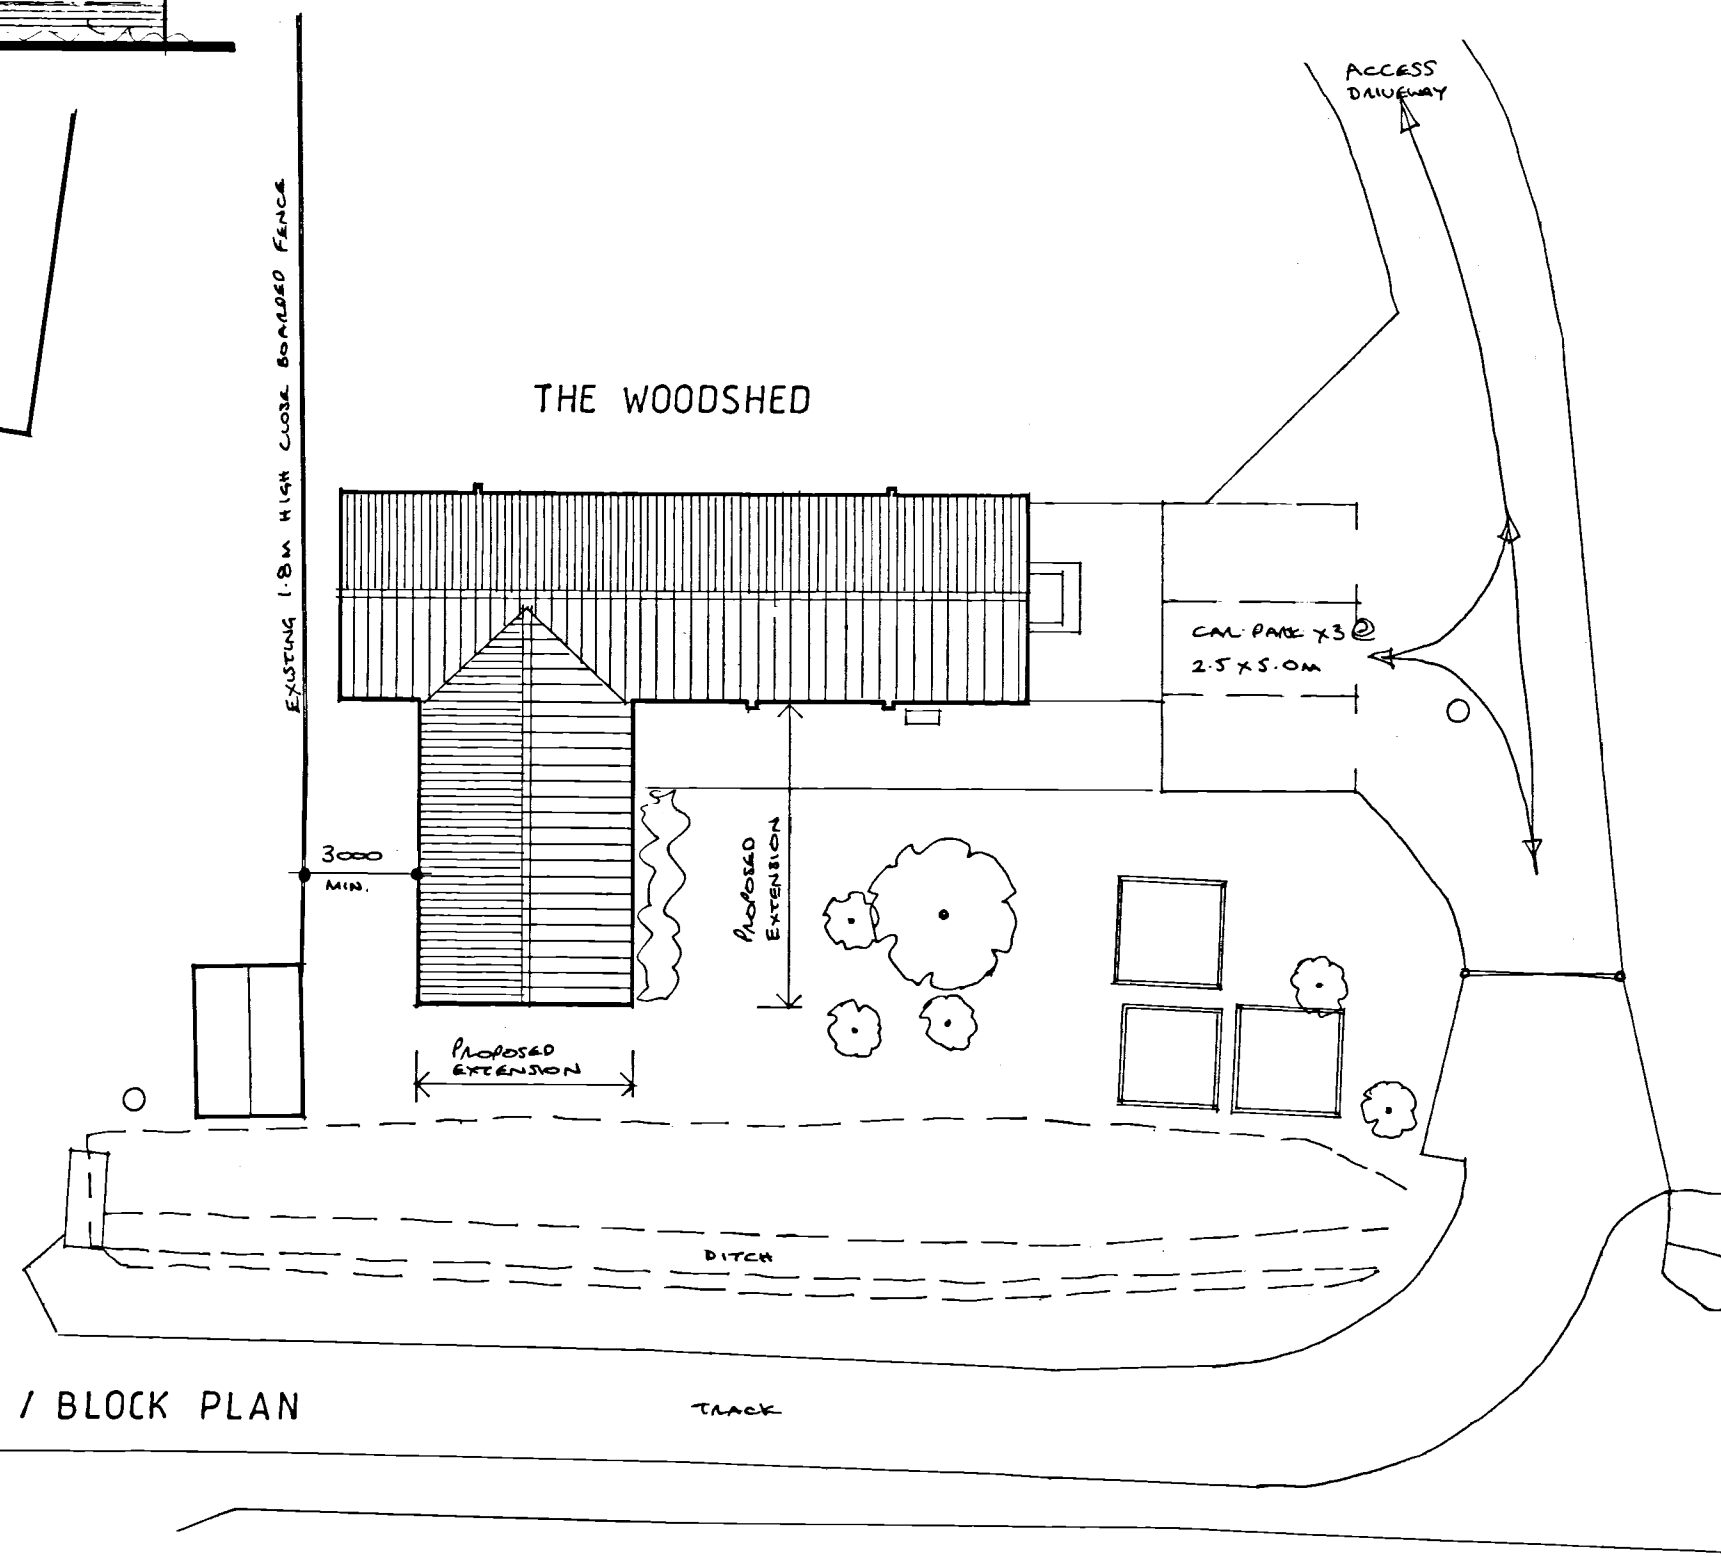 ACCESS
DRIVEWAY
EXISTING 1.8M HIGH CLOSE BOARDED FENCE
THE WOODSHED
CAR PARK X3 @
2.5 X 5.0M
3000
MIN.
PROPOSED
EXTENSION
PROPOSED
EXTENSION
DITCH
/ BLOCK PLAN
TRACK